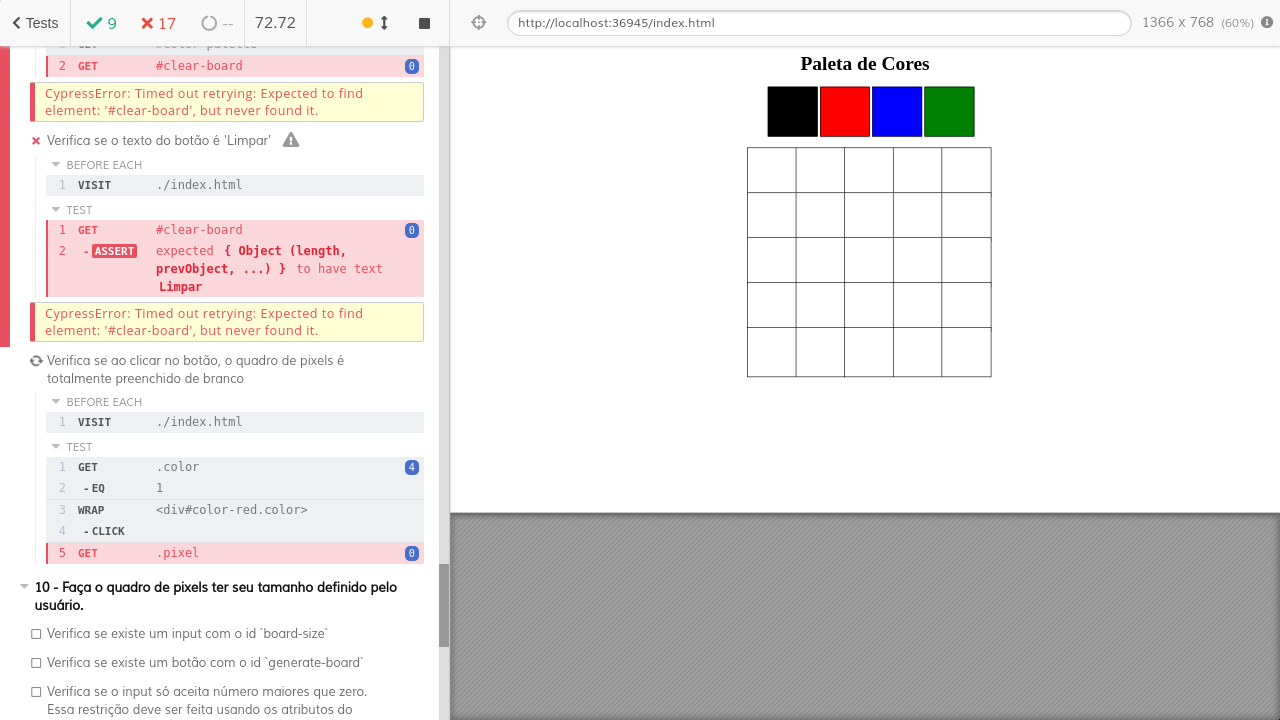 Tests
9
17
--
72.72
http://localhost:36945/index.html
1366 x 768 (60%)
1 GET #color-palette
2 GET #clear-board 0
CypressError: Timed out retrying: Expected to find
element: '#clear-board', but never found it.
Verifica se o texto do botão é 'Limpar'
BEFORE EACH
1 VISIT ./index.html
TEST
1 GET #clear-board 0
2 -ASSERT expected { Object (length,
prevObject, ...) } to have text
Limpar
CypressError: Timed out retrying: Expected to find
element: '#clear-board', but never found it.
Verifica se ao clicar no botão, o quadro de pixels é
totalmente preenchido de branco
BEFORE EACH
1 VISIT ./index.html
TEST
1 GET .color 4
2 -EQ 1
3 WRAP <div#color-red.color>
4 -CLICK
5 GET .pixel 0
10 - Faça o quadro de pixels ter seu tamanho definido pelo
usuário.
Verifica se existe um input com o id `board-size`
Verifica se existe um botão com o id `generate-board`
Verifica se o input só aceita número maiores que zero.
Essa restrição deve ser feita usando os atributos do
Paleta de Cores